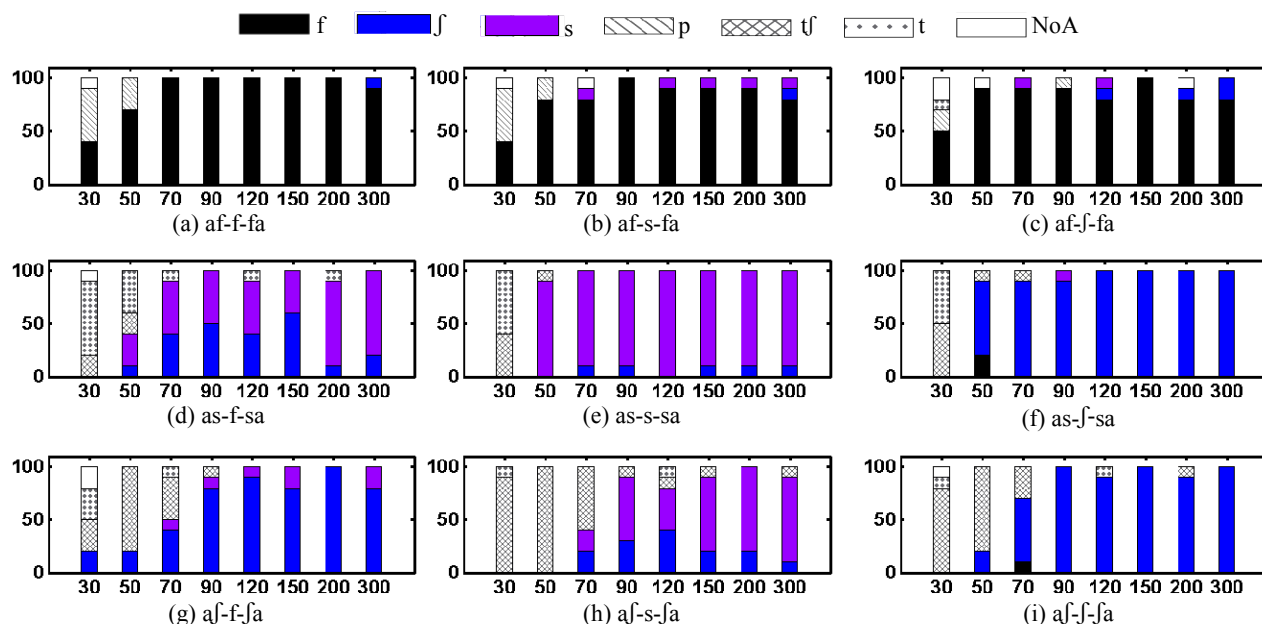 f ʃ s p tʃ t NoA
100 100 100
50 50 50
0 0 0
30 50 70 90 120 150 200 300 30 50 70 90 120 150 200 300 30 50 70 90 120 150 200 300
(a) af-f-fa (b) af-s-fa (c) af-ʃ-fa
100 100 100
50 50 50
0 0 0
30 50 70 90 120 150 200 300 30 50 70 90 120 150 200 300 30 50 70 90 120 150 200 300
(d) as-f-sa (e) as-s-sa (f) as-ʃ-sa
100 100 100
50 50 50
0 0 0
30 50 70 90 120 150 200 300 30 50 70 90 120 150 200 300 30 50 70 90 120 150 200 300
(g) aʃ-f-ʃa (h) aʃ-s-ʃa (i) aʃ-ʃ-ʃa